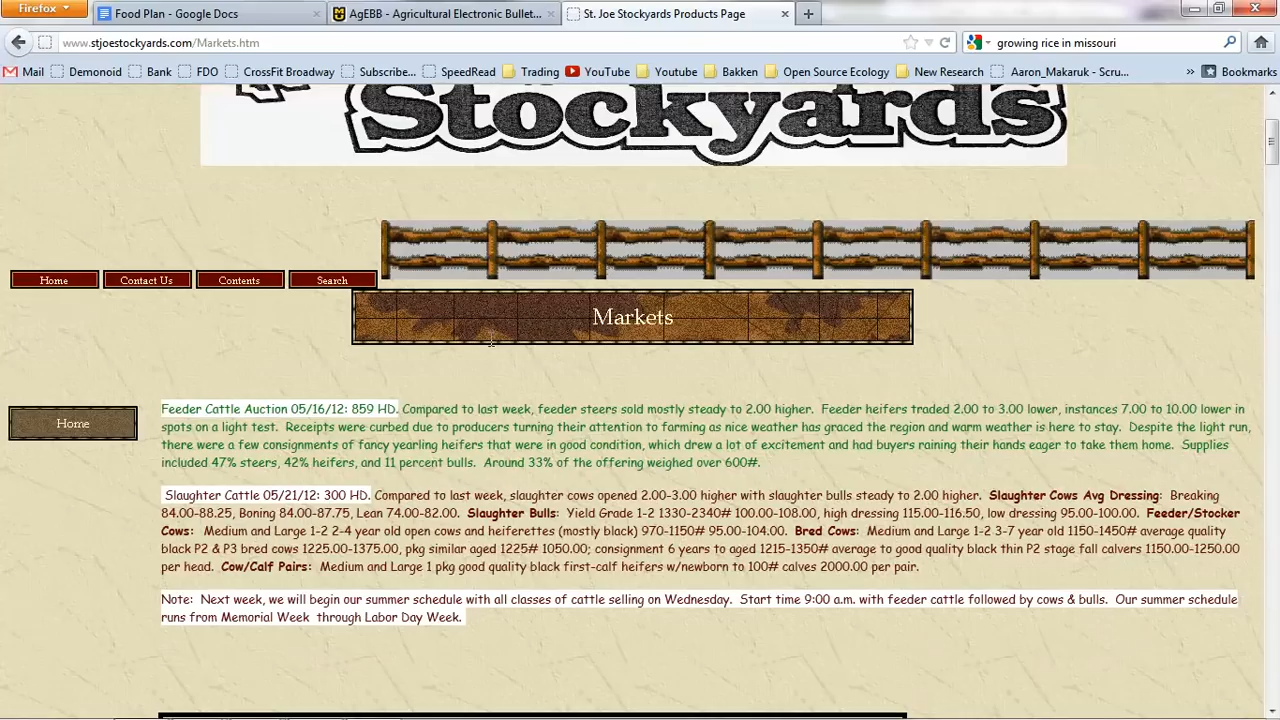 Firefox
Food Plan - Google Docs
AgEBB - Agricultural Electronic Bullet...
St. Joe Stockyards Products Page
www.stjoestockyards.com/Markets.htm
growing rice in missouri
Mail
Demonoid
Bank
FDO
CrossFit Broadway
Subscribe...
SpeedRead
Trading
YouTube
Youtube
Bakken
Open Source Ecology
New Research
Aaron_Makaruk - Scru...
»
Bookmarks
Stockyards
Home
Contact Us
Contents
Search
Markets
Home
Feeder Cattle Auction 05/16/12: 859 HD. Compared to last week, feeder steers sold mostly steady to 2.00 higher. Feeder heifers traded 2.00 to 3.00 lower, instances 7.00 to 10.00 lower in
spots on a light test. Receipts were curbed due to producers turning their attention to farming as nice weather has graced the region and warm weather is here to stay. Despite the light run,
there were a few consignments of fancy yearling heifers that were in good condition, which drew a lot of excitement and had buyers raining their hands eager to take them home. Supplies
included 47% steers, 42% heifers, and 11 percent bulls. Around 33% of the offering weighed over 600#.
Slaughter Cattle 05/21/12: 300 HD. Compared to last week, slaughter cows opened 2.00-3.00 higher with slaughter bulls steady to 2.00 higher. Slaughter Cows Avg Dressing: Breaking
84.00-88.25, Boning 84.00-87.75, Lean 74.00-82.00. Slaughter Bulls: Yield Grade 1-2 1330-2340# 100.00-108.00, high dressing 115.00-116.50, low dressing 95.00-100.00. Feeder/Stocker
Cows: Medium and Large 1-2 2-4 year old open cows and heiferettes (mostly black) 970-1150# 95.00-104.00. Bred Cows: Medium and Large 1-2 3-7 year old 1150-1450# average quality
black P2 & P3 bred cows 1225.00-1375.00, pkg similar aged 1225# 1050.00; consignment 6 years to aged 1215-1350# average to good quality black thin P2 stage fall calvers 1150.00-1250.00
per head. Cow/Calf Pairs: Medium and Large 1 pkg good quality black first-calf heifers w/newborn to 100# calves 2000.00 per pair.
Note: Next week, we will begin our summer schedule with all classes of cattle selling on Wednesday. Start time 9:00 a.m. with feeder cattle followed by cows & bulls. Our summer schedule
runs from Memorial Week through Labor Day Week.